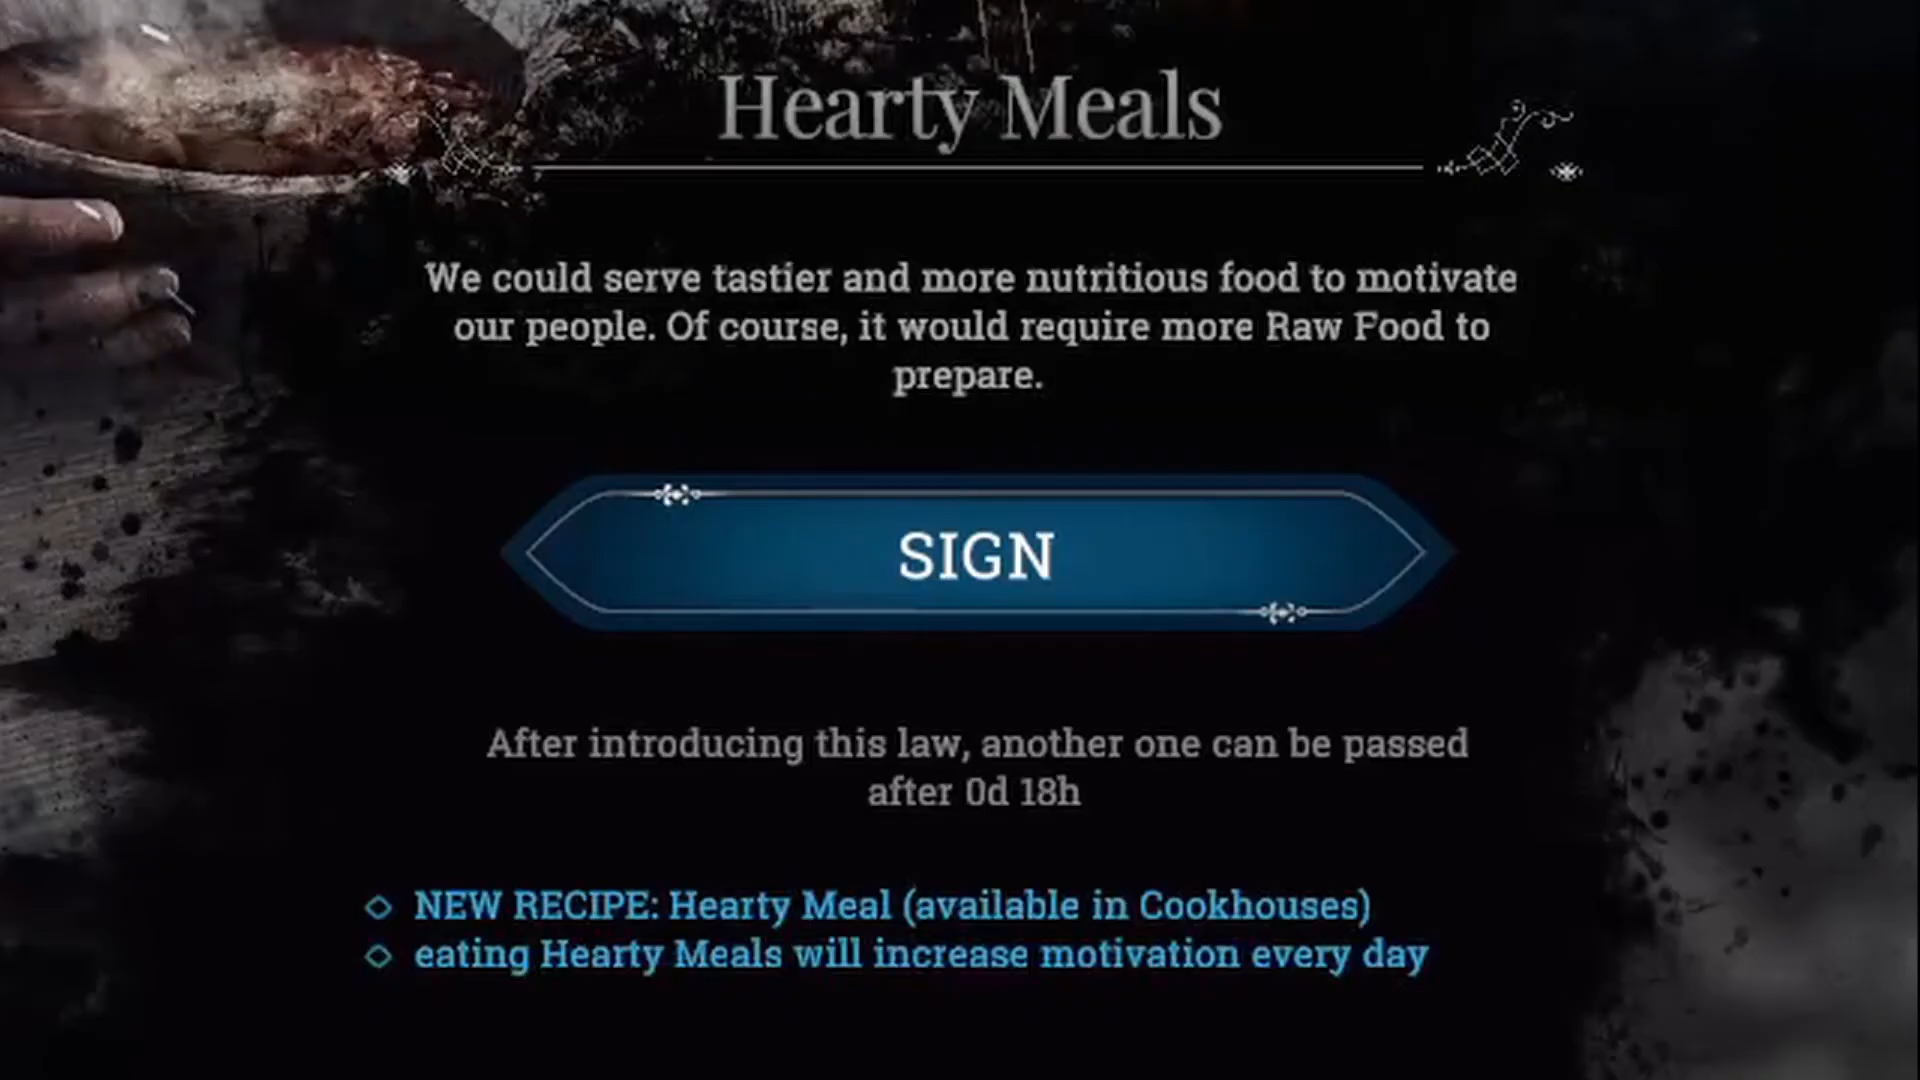 Hearty Meals
We could serve tastier and more nutritious food to motivate
our people. Of course, it would require more Raw Food to
prepare.
SIGN
After introducing this law, another one can be passed
after 0d 18h
NEW RECIPE: Hearty Meal (available in Cookhouses)
eating Hearty Meals will increase motivation every day